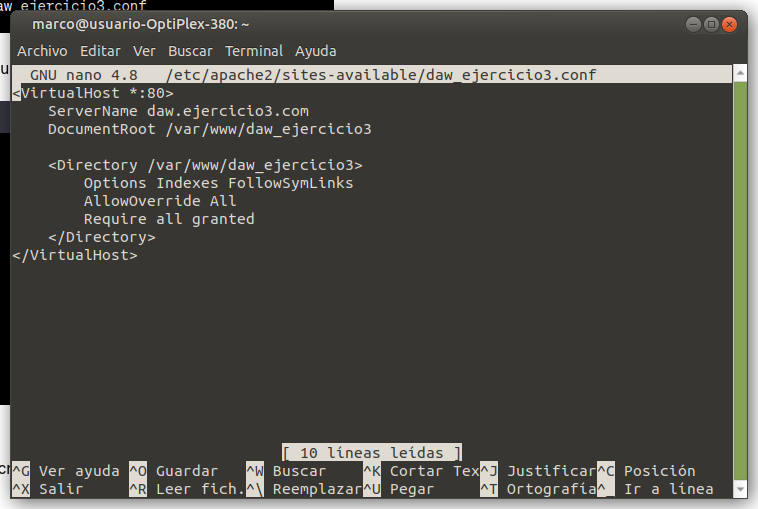 aw_ejercicio3.conf
marco@usuario-OptiPlex-380: ~
Archivo Editar Ver Buscar Terminal Ayuda
GNU nano 4.8 /etc/apache2/sites-available/daw_ejercicio3.conf
<VirtualHost *:80>
    ServerName daw.ejercicio3.com
    DocumentRoot /var/www/daw_ejercicio3
    <Directory /var/www/daw_ejercicio3>
        Options Indexes FollowSymLinks
        AllowOverride All
        Require all granted
    </Directory>
</VirtualHost>
[ 10 líneas leídas ]
^G Ver ayuda ^O Guardar ^W Buscar ^K Cortar Tex^J Justificar^C Posición
^X Salir ^R Leer fich.^\ Reemplazar^U Pegar ^T Ortografía^_ Ir a línea